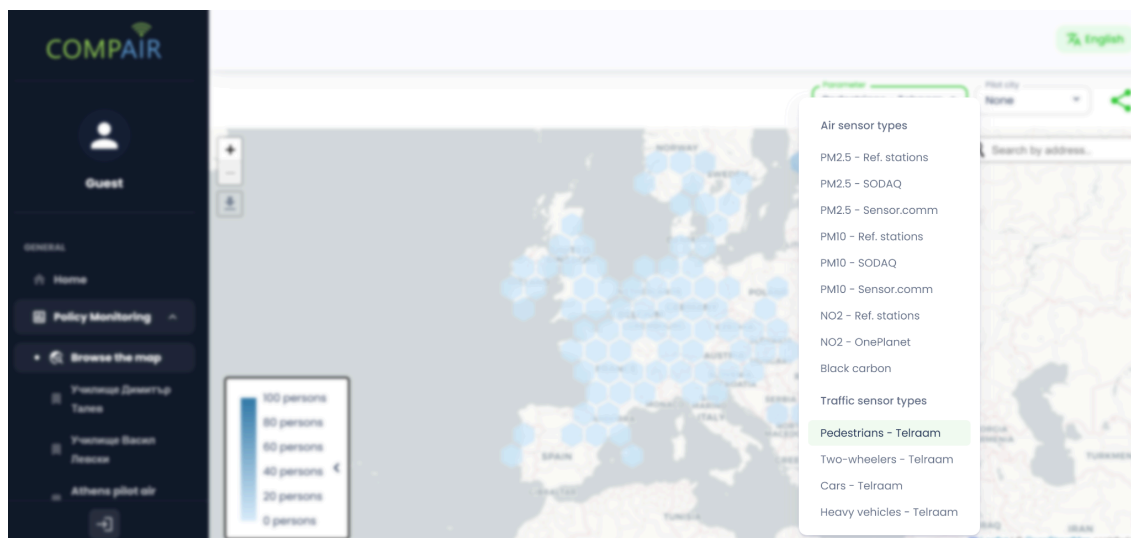 COMPAIR
English
Guest
GENERAL
Home
Policy Monitoring
Browse the map
Училище Димитър
Талев
Училище Васил
Левски
Athens pilot air
Parameter
Pilot city
None
Search by address..
Air sensor types
PM2.5 - Ref. stations
PM2.5 - SODAQ
PM2.5 - Sensor.comm
PM10 - Ref. stations
PM10 - SODAQ
PM10 - Sensor.comm
NO2 - Ref. stations
NO2 - OnePlanet
Black carbon
Traffic sensor types
Pedestrians - Telraam
Two-wheelers - Telraam
Cars - Telraam
Heavy vehicles - Telraam
100 persons
80 persons
60 persons
40 persons
20 persons
0 persons
NORWAY
SPAIN
ITALY
TUNISIA
IRAN